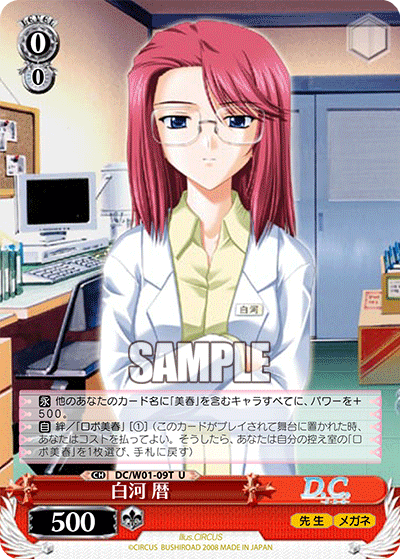 LEVEL
0
0
白河
SAMPLE
永 他のあなたのカード名に「美春」を含むキャラすべてに、パワーを+
500。
自 絆/「ロボ美春」 [①] (このカードがプレイされて舞台に置かれた時、
あなたはコストを払ってよい。そうしたら、あなたは自分の控え室の「ロ
ボ美春」を1枚選び、手札に戻す)
CH DC/W01-09T U
白河 暦
D.C.
500
先生 メガネ
Illus.CIRCUS
©CIRCUS BUSHIROAD 2008 MADE IN JAPAN